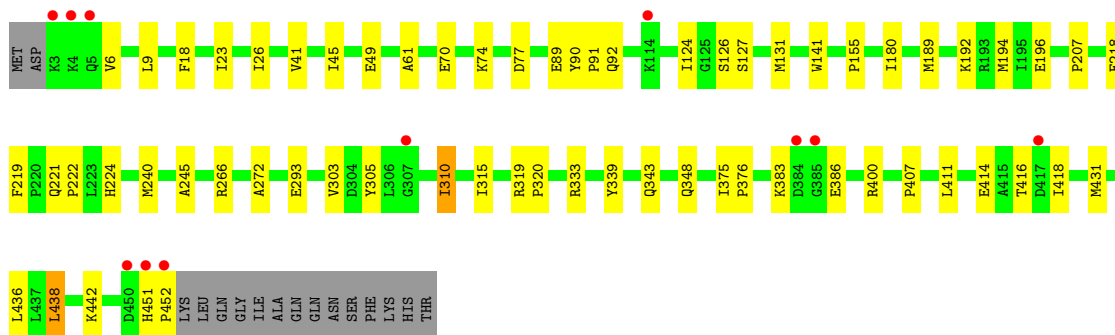 MET ASP K3 K4 Q5 V6 L9 F18 I23 I26 V41 I45 E49 A61 E70 K74 D77 E89 Y90 P91 Q92 K114 I124 G125 S126 S127 M131 W141 P155 I180 M189 K192 R193 M194 I195 E196 P207
F219 P220 Q221 P222 L223 H224 M240 A245 R266 A272 E293 V303 D304 Y305 L306 G307 I310 I315 R319 P320 R333 Y339 Q343 Q348 I375 P376 K383 D384 G385 E386 R400 P407 L411 E414 A415 T416 D417 I418 M431
L436 L437 L438 K442 D450 H451 P452 LYS LEU GLN GLY ILE ALA GLN GLN ASN SER PHE LYS HIS THR